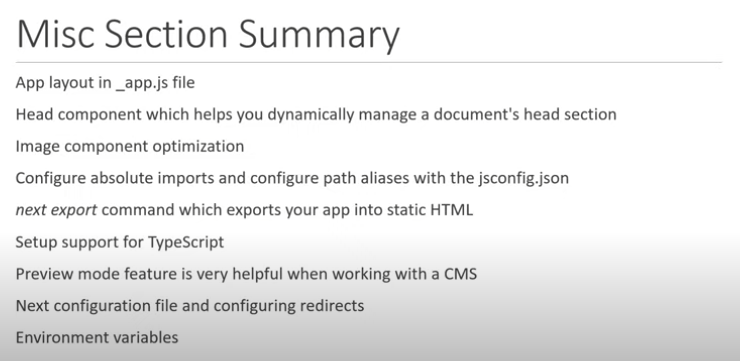 Misc Section Summary
App layout in _app.js file
Head component which helps you dynamically manage a document's head section
Image component optimization
Configure absolute imports and configure path aliases with the jsconfig.json
next export command which exports your app into static HTML
Setup support for TypeScript
Preview mode feature is very helpful when working with a CMS
Next configuration file and configuring redirects
Environment variables